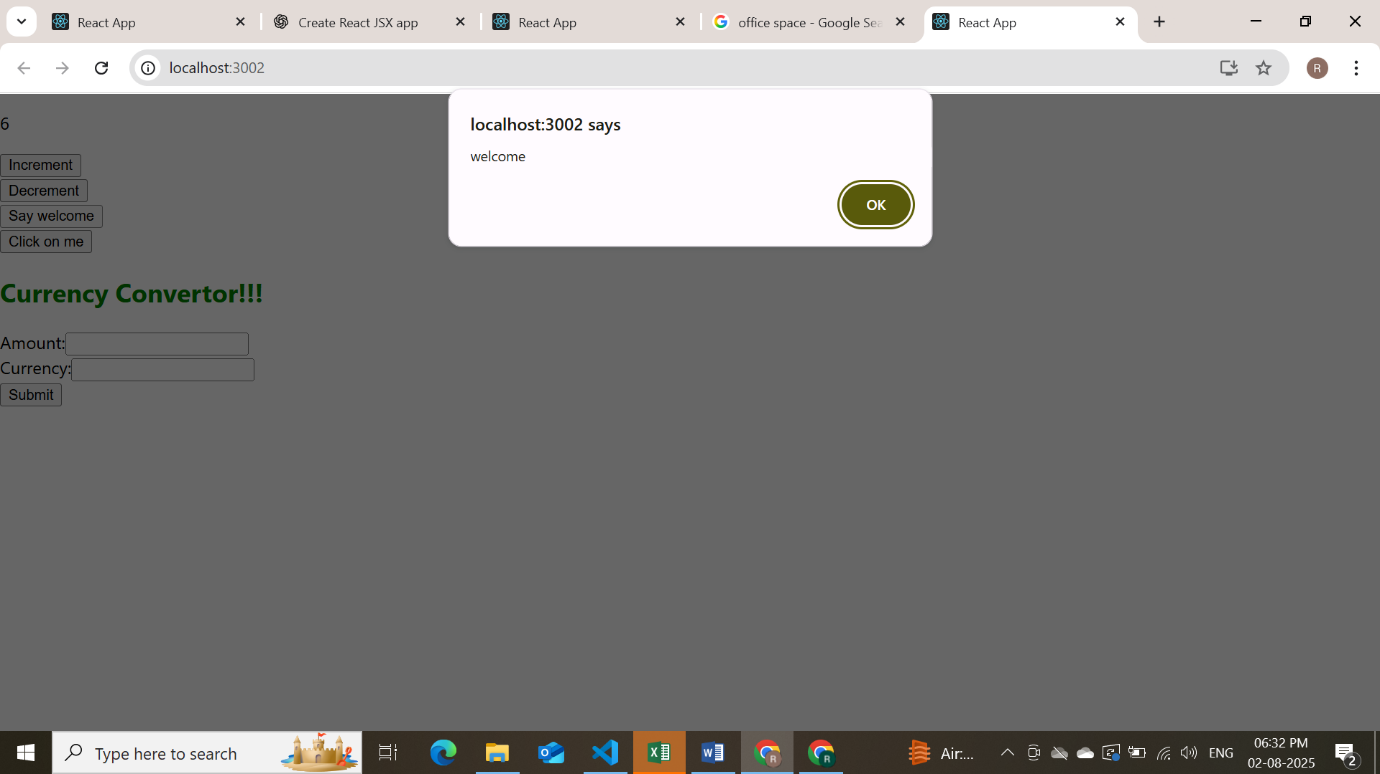 React App
Create React JSX app
React App
office space - Google Sea
React App
localhost:3002
R
localhost:3002 says
welcome
OK
6
Increment
Decrement
Say welcome
Click on me
Currency Convertor!!!
Amount:
Currency:
Submit
Type here to search
Air:...
ENG
06:32 PM
02-08-2025
2